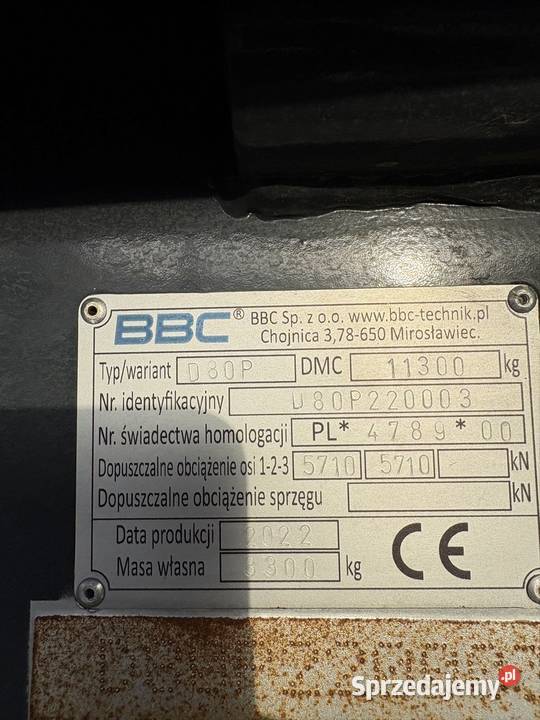 BBC® BBC Sp. z o.o. www.bbc-technik.pl
Chojnica 3,78-650 Mirosławiec.
Typ/wariant D80P DMC 11300 kg
Nr. identyfikacyjny D80P220003
Nr. świadectwa homologacji PL* 4789 * 00
Dopuszczalne obciążenie osi 1-2-3 5710 5710 - kN
Dopuszczalne obciążenie sprzęgu kN
Data produkcji 2022
Masa własna 3300 kg
CE
Sprzedajemy.pl